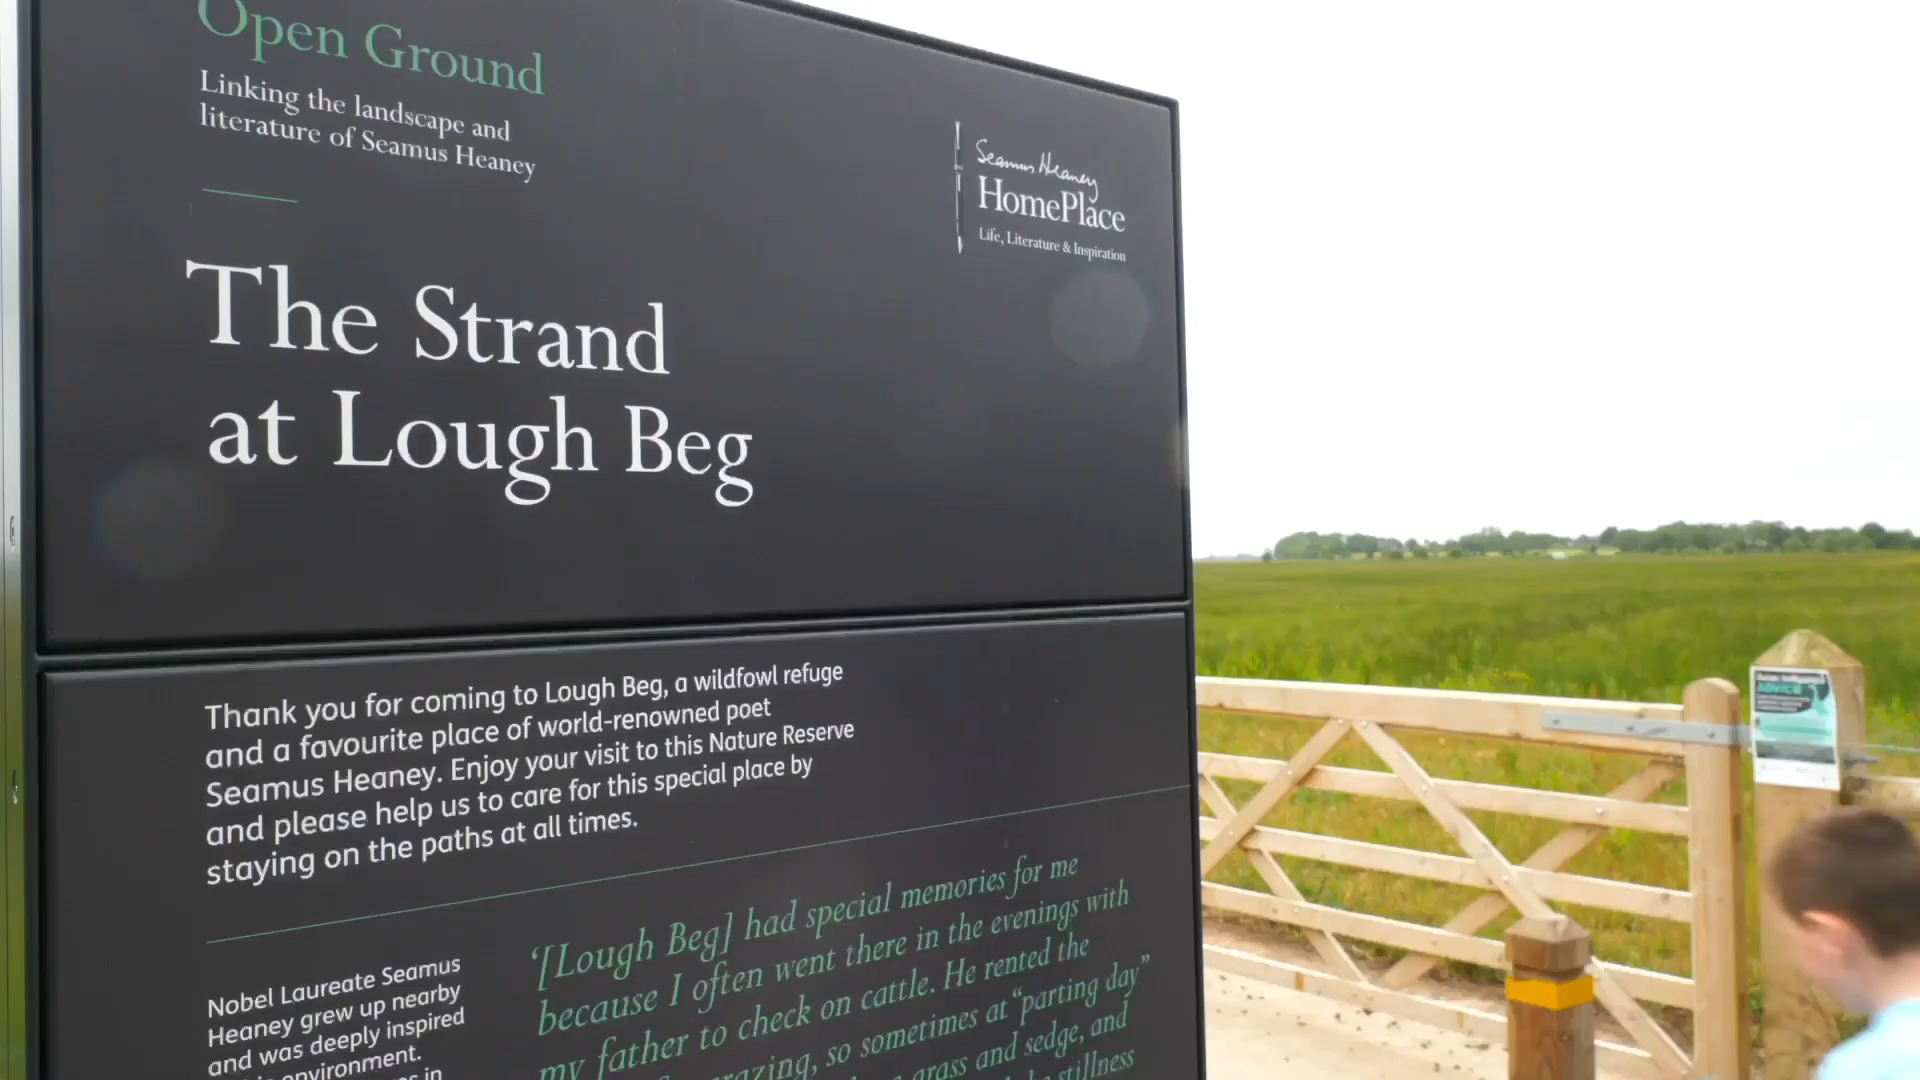 Open Ground
Linking the landscape and
literature of Seamus Heaney
Seamus Heaney
HomePlace
Life, Literature & Inspiration
The Strand
at Lough Beg
Thank you for coming to Lough Beg, a wildfowl refuge
and a favourite place of world-renowned poet
Seamus Heaney. Enjoy your visit to this Nature Reserve
and please help us to care for this special place by
staying on the paths at all times.
Nobel Laureate Seamus
Heaney grew up nearby
and was deeply inspired
environment.
in
‘[Lough Beg] had special memories for me
because I often went there in the evenings with
my father to check on cattle. He rented the
grazing, so sometimes at “parting day”
grass and sedge, and
stillness
ADVICE